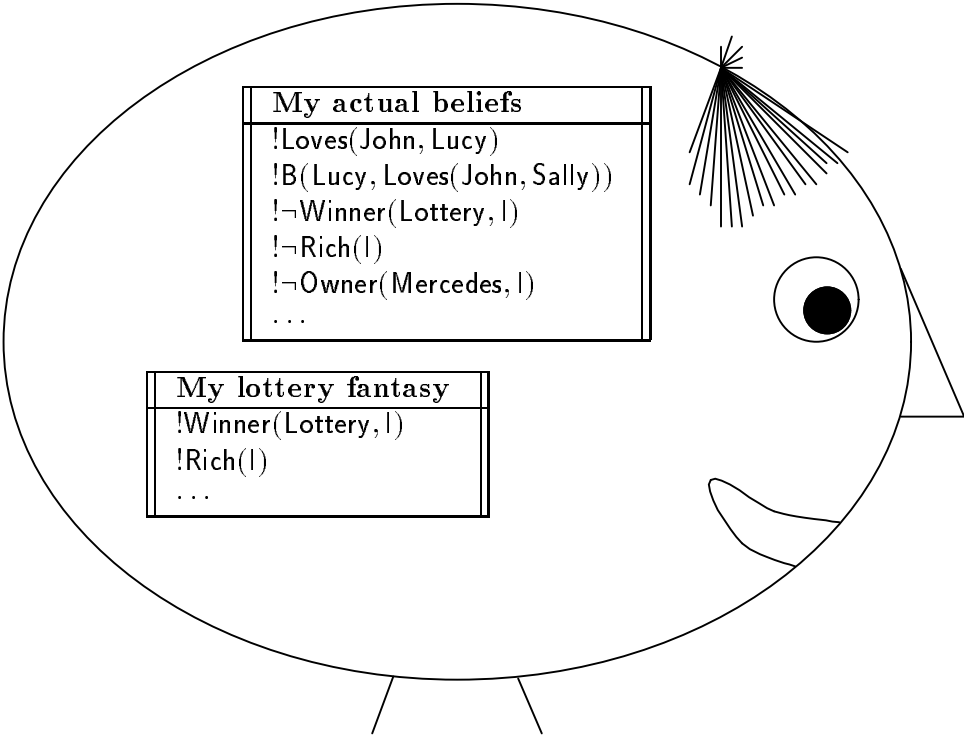 My actual beliefs
!Loves(John, Lucy)
!B(Lucy, Loves(John, Sally))
!¬Winner(Lottery, I)
!¬Rich(I)
!¬Owner(Mercedes, I)
...
My lottery fantasy
!Winner(Lottery, I)
!Rich(I)
...